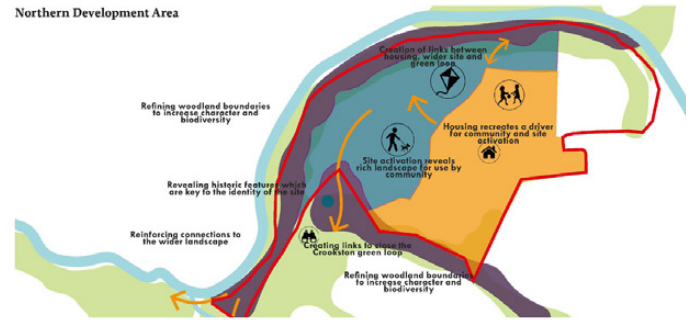 Northern Development Area
Creation of links between
housing, wider site and
green loop
Refining woodland boundaries
to increase character and
biodiversity
Housing recreates a driver
for community and site
activation
Site activation reveals
rich landscape for use by
community
Revealing historic features which
are key to the identity of the site
Reinforcing connections to
the wider landscape
Creating links to close the
Crookston green loop
Refining woodland boundaries
to increase character and
biodiversity